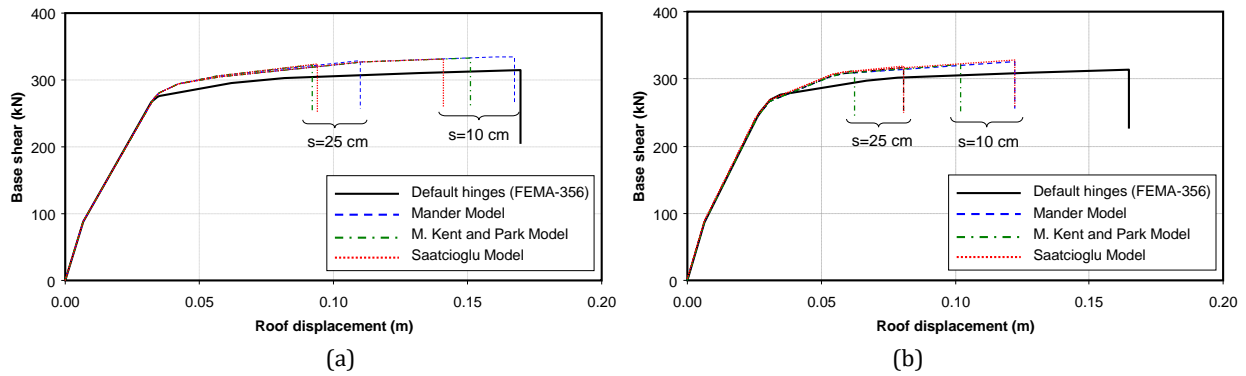 400
300
200
100
0
Base shear (kN)
s=25 cm
s=10 cm
Default hinges (FEMA-356)
Mander Model
M. Kent and Park Model
Saatcioglu Model
0.00
0.05
0.10
0.15
0.20
Roof displacement (m)
(a)
400
300
200
100
0
Base shear (kN)
s=25 cm
s=10 cm
Default hinges (FEMA-356)
Mander Model
M. Kent and Park Model
Saatcioglu Model
0.00
0.05
0.10
0.15
0.20
Roof displacement (m)
(b)